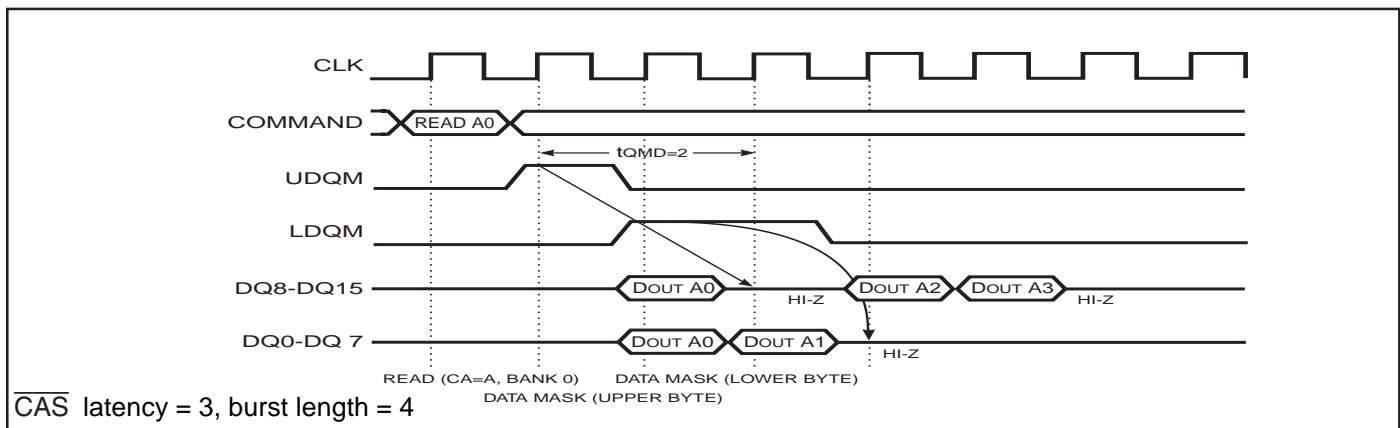 CLK
COMMAND READ A0
tQMD=2
UDQM
LDQM
DQ8-DQ15 DOUT A0 HI-Z DOUT A2 DOUT A3 HI-Z
DQ0-DQ 7 DOUT A0 DOUT A1 HI-Z
READ (CA=A, BANK 0) DATA MASK (LOWER BYTE)
DATA MASK (UPPER BYTE)
CAS latency = 3, burst length = 4